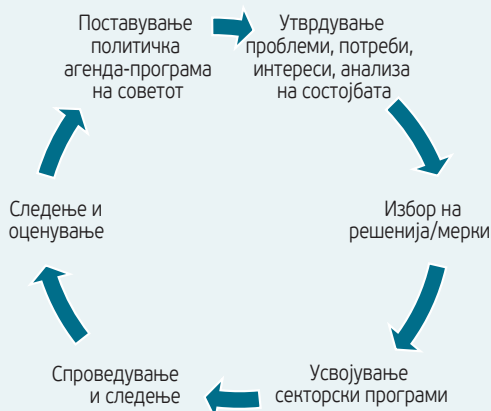 Поставување
политичка
агенда-програма
на советот
Утврдување
проблеми, потреби,
интереси, анализа
на состојбата
Избор на
решенија/мерки
Усвојување
секторски програми
Спроведување
и следење
Следење и
оценување